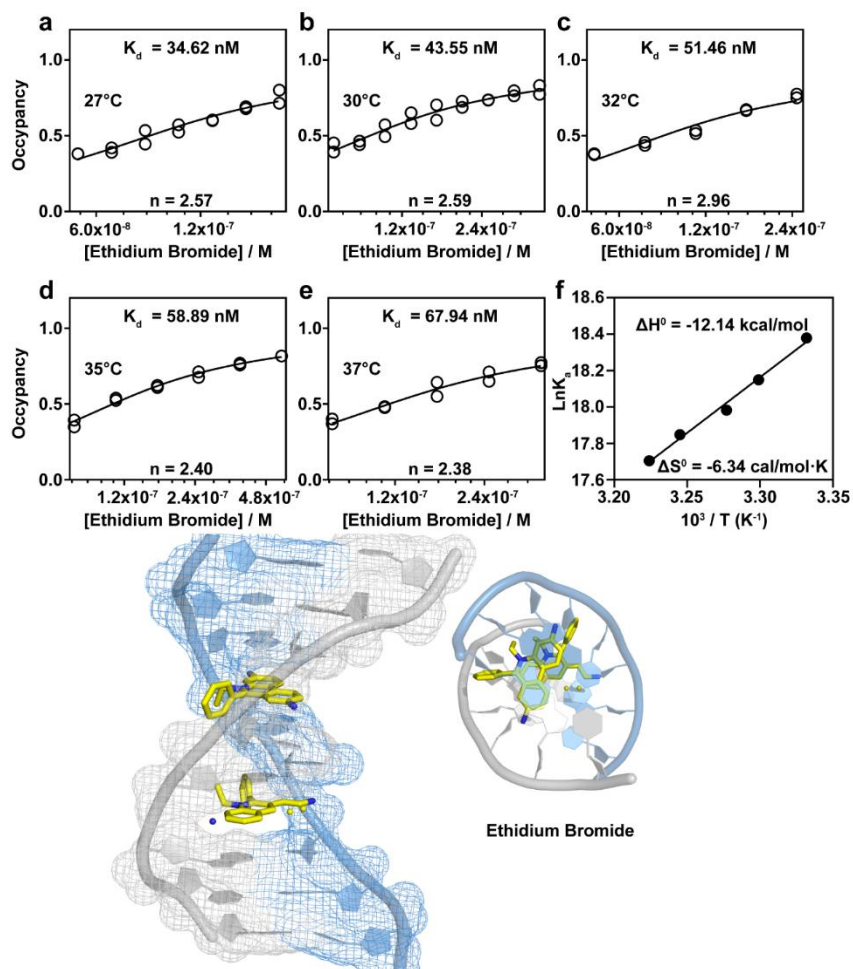 a
K_d = 34.62 nM
1.0
27°C
Occypancy
0.5
n = 2.57
0.0
6.0x10⁻⁸ 1.2x10⁻⁷
[Ethidium Bromide] / M
b
K_d = 43.55 nM
1.0
30°C
0.5
n = 2.59
0.0
1.2x10⁻⁷ 2.4x10⁻⁷
[Ethidium Bromide] / M
c
K_d = 51.46 nM
1.0
32°C
0.5
n = 2.96
0.0
6.0x10⁻⁸ 1.2x10⁻⁷ 2.4x10⁻⁷
[Ethidium Bromide] / M
d
K_d = 58.89 nM
1.0
35°C
Occypancy
0.5
n = 2.40
0.0
1.2x10⁻⁷ 2.4x10⁻⁷ 4.8x10⁻⁷
[Ethidium Bromide] / M
e
K_d = 67.94 nM
1.0
37°C
0.5
n = 2.38
0.0
1.2x10⁻⁷ 2.4x10⁻⁷
[Ethidium Bromide] / M
f
18.6
ΔH⁰ = -12.14 kcal/mol
18.4
18.2
LnK_a
18.0
17.8
ΔS⁰ = -6.34 cal/mol·K
17.6
3.20 3.25 3.30 3.35
10³ / T (K⁻¹)
Ethidium Bromide